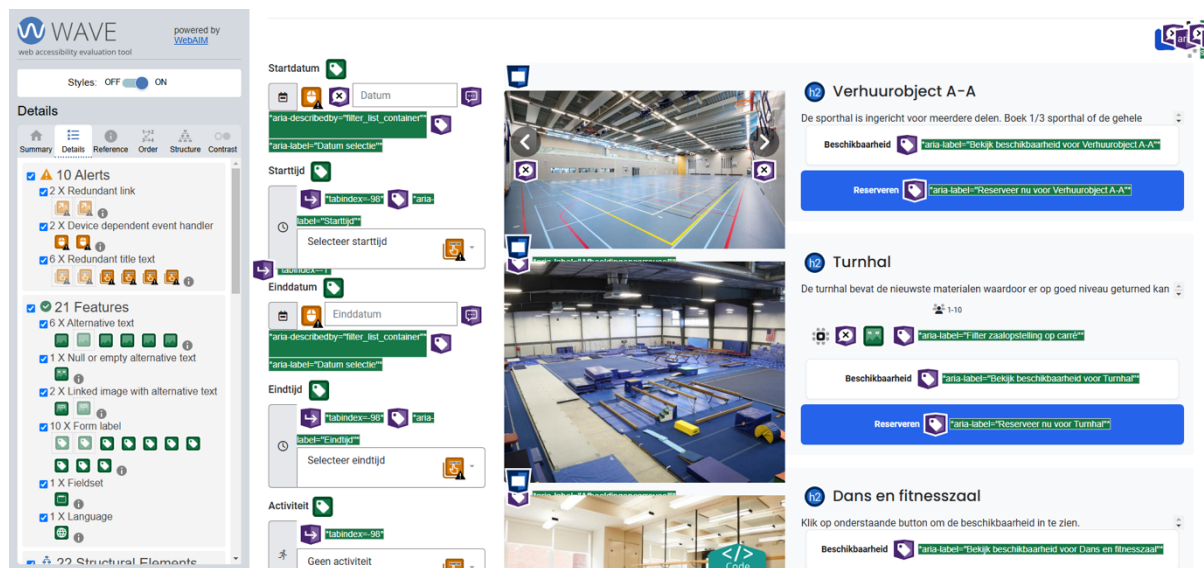 WAVE
web accessibility evaluation tool
powered by
WebAIM
Styles: OFF ON
Details
Summary Details Reference Order Structure Contrast
10 Alerts
2 X Redundant link
2 X Device dependent event handler
6 X Redundant title text
21 Features
6 X Alternative text
1 X Null or empty alternative text
2 X Linked image with alternative text
10 X Form label
1 X Fieldset
1 X Language
22 Structural Elements
Startdatum
Datum
*aria-describedby="filter_list_container"*
*aria-label="Datum selectie"*
Starttijd
*tabindex=-98* *aria-
label="Starttijd"*
Selecteer starttijd
*tabindex=-1*
Einddatum
Einddatum
*aria-describedby="filter_list_container"*
*aria-label="Datum selectie"*
Eindtijd
*tabindex=-98* *aria-
label="Eindtijd"*
Selecteer eindtijd
Activiteit
*tabindex=-98*
Geen activiteit
</>
Code
h2 Verhuurobject A-A
De sporthal is ingericht voor meerdere delen. Boek 1/3 sporthal of de gehele
Beschikbaarheid *aria-label="Bekijk beschikbaarheid voor Verhuurobject A-A"*
Reserveren *aria-label="Reserveer nu voor Verhuurobject A-A"*
h2 Turnhal
De turnhal bevat de nieuwste materialen waardoor er op goed niveau geturned kan
1-10
*aria-label="Filter zaalopstelling op carré"*
Beschikbaarheid *aria-label="Bekijk beschikbaarheid voor Turnhal"*
Reserveren *aria-label="Reserveer nu voor Turnhal"*
h2 Dans en fitnesszaal
Klik op onderstaande button om de beschikbaarheid in te zien.
Beschikbaarheid *aria-label="Bekijk beschikbaarheid voor Dans en fitnesszaal"*